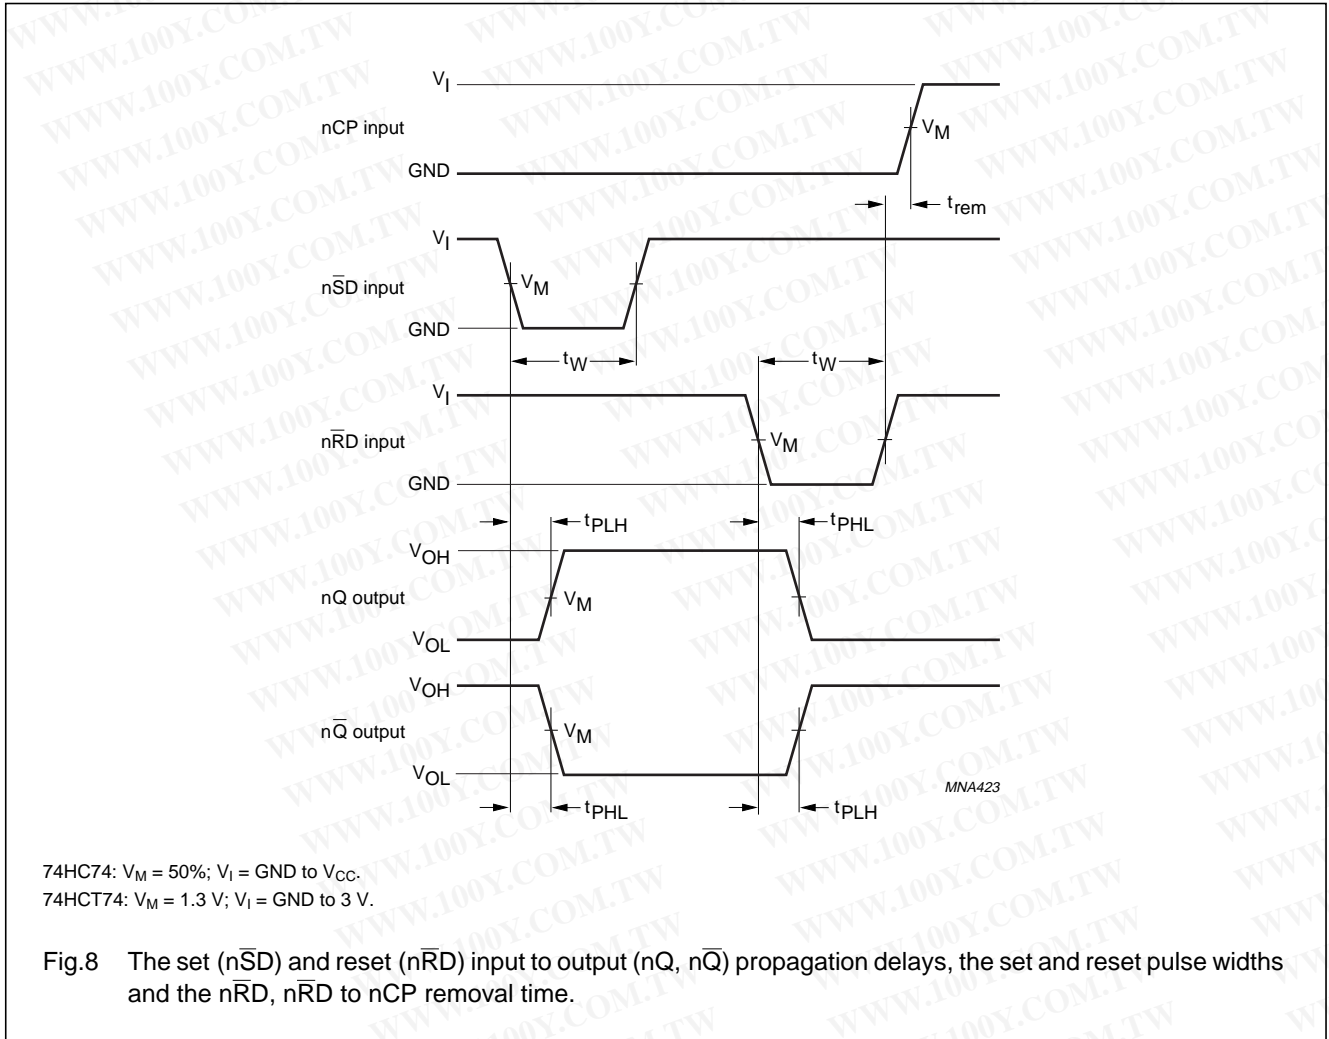 V_I
nCP input
V_M
GND
t_rem
V_I
nS̅D input
V_M
GND
t_W
t_W
V_I
nR̅D input
V_M
GND
t_PLH
t_PHL
V_OH
nQ output
V_M
V_OL
V_OH
nQ̅ output
V_M
V_OL
MNA423
t_PHL
t_PLH
74HC74: V_M = 50%; V_I = GND to V_CC.
74HCT74: V_M = 1.3 V; V_I = GND to 3 V.
Fig.8 The set (nS̅D) and reset (nR̅D) input to output (nQ, nQ̅) propagation delays, the set and reset pulse widths
and the nR̅D, nR̅D to nCP removal time.
WWW.100Y.COM.TW